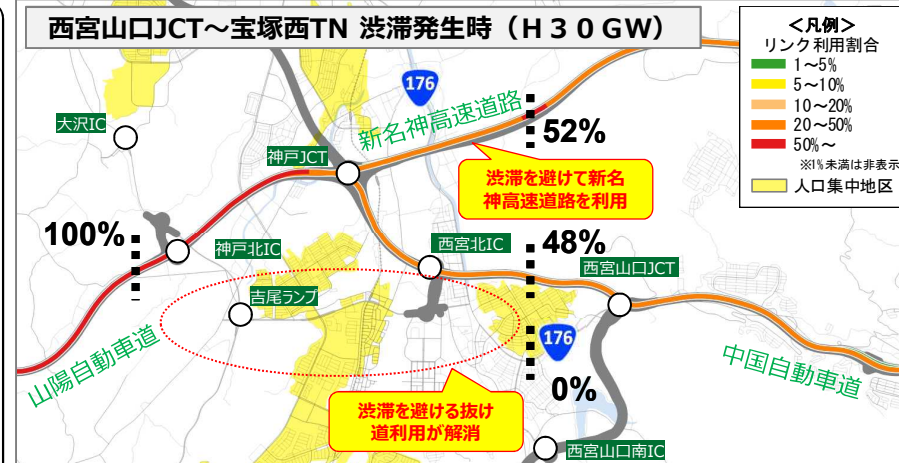 西宮山口JCT～宝塚西TN 渋滞発生時（H30GW）
＜凡例＞
リンク利用割合
1～5%
5～10%
10～20%
20～50%
50%～
※1%未満は非表示
人口集中地区
176
大沢IC
新名神高速道路
52%
神戸JCT
渋滞を避けて新名
神高速道路を利用
100%
神戸北IC
西宮北IC
48%
西宮山口JCT
吉尾ランプ
山陽自動車道
176
中国自動車道
0%
渋滞を避ける抜け
道利用が解消
西宮山口南IC